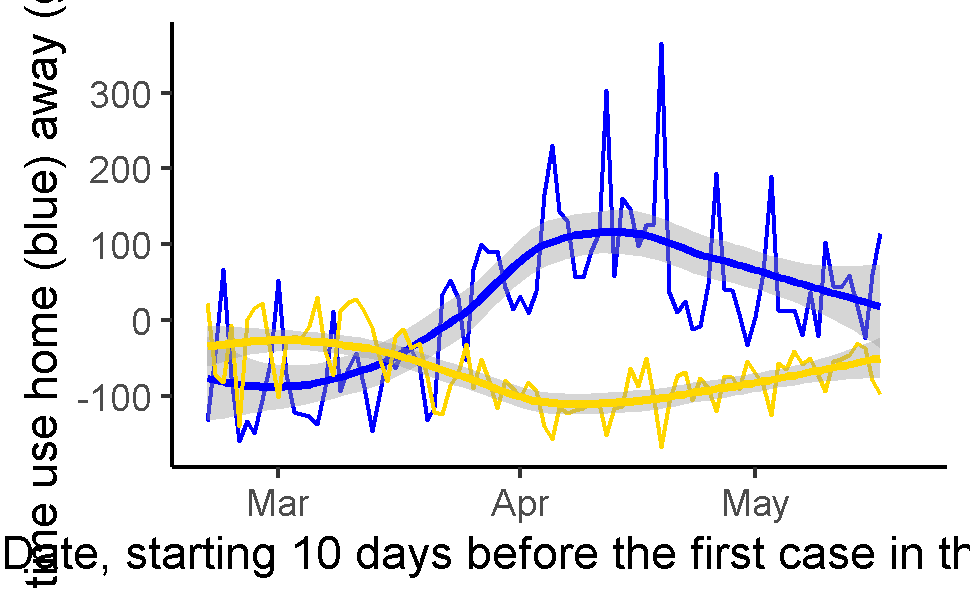 time use home (blue) away (
300
200
100
0
-100
Mar Apr May
Date, starting 10 days before the first case in th